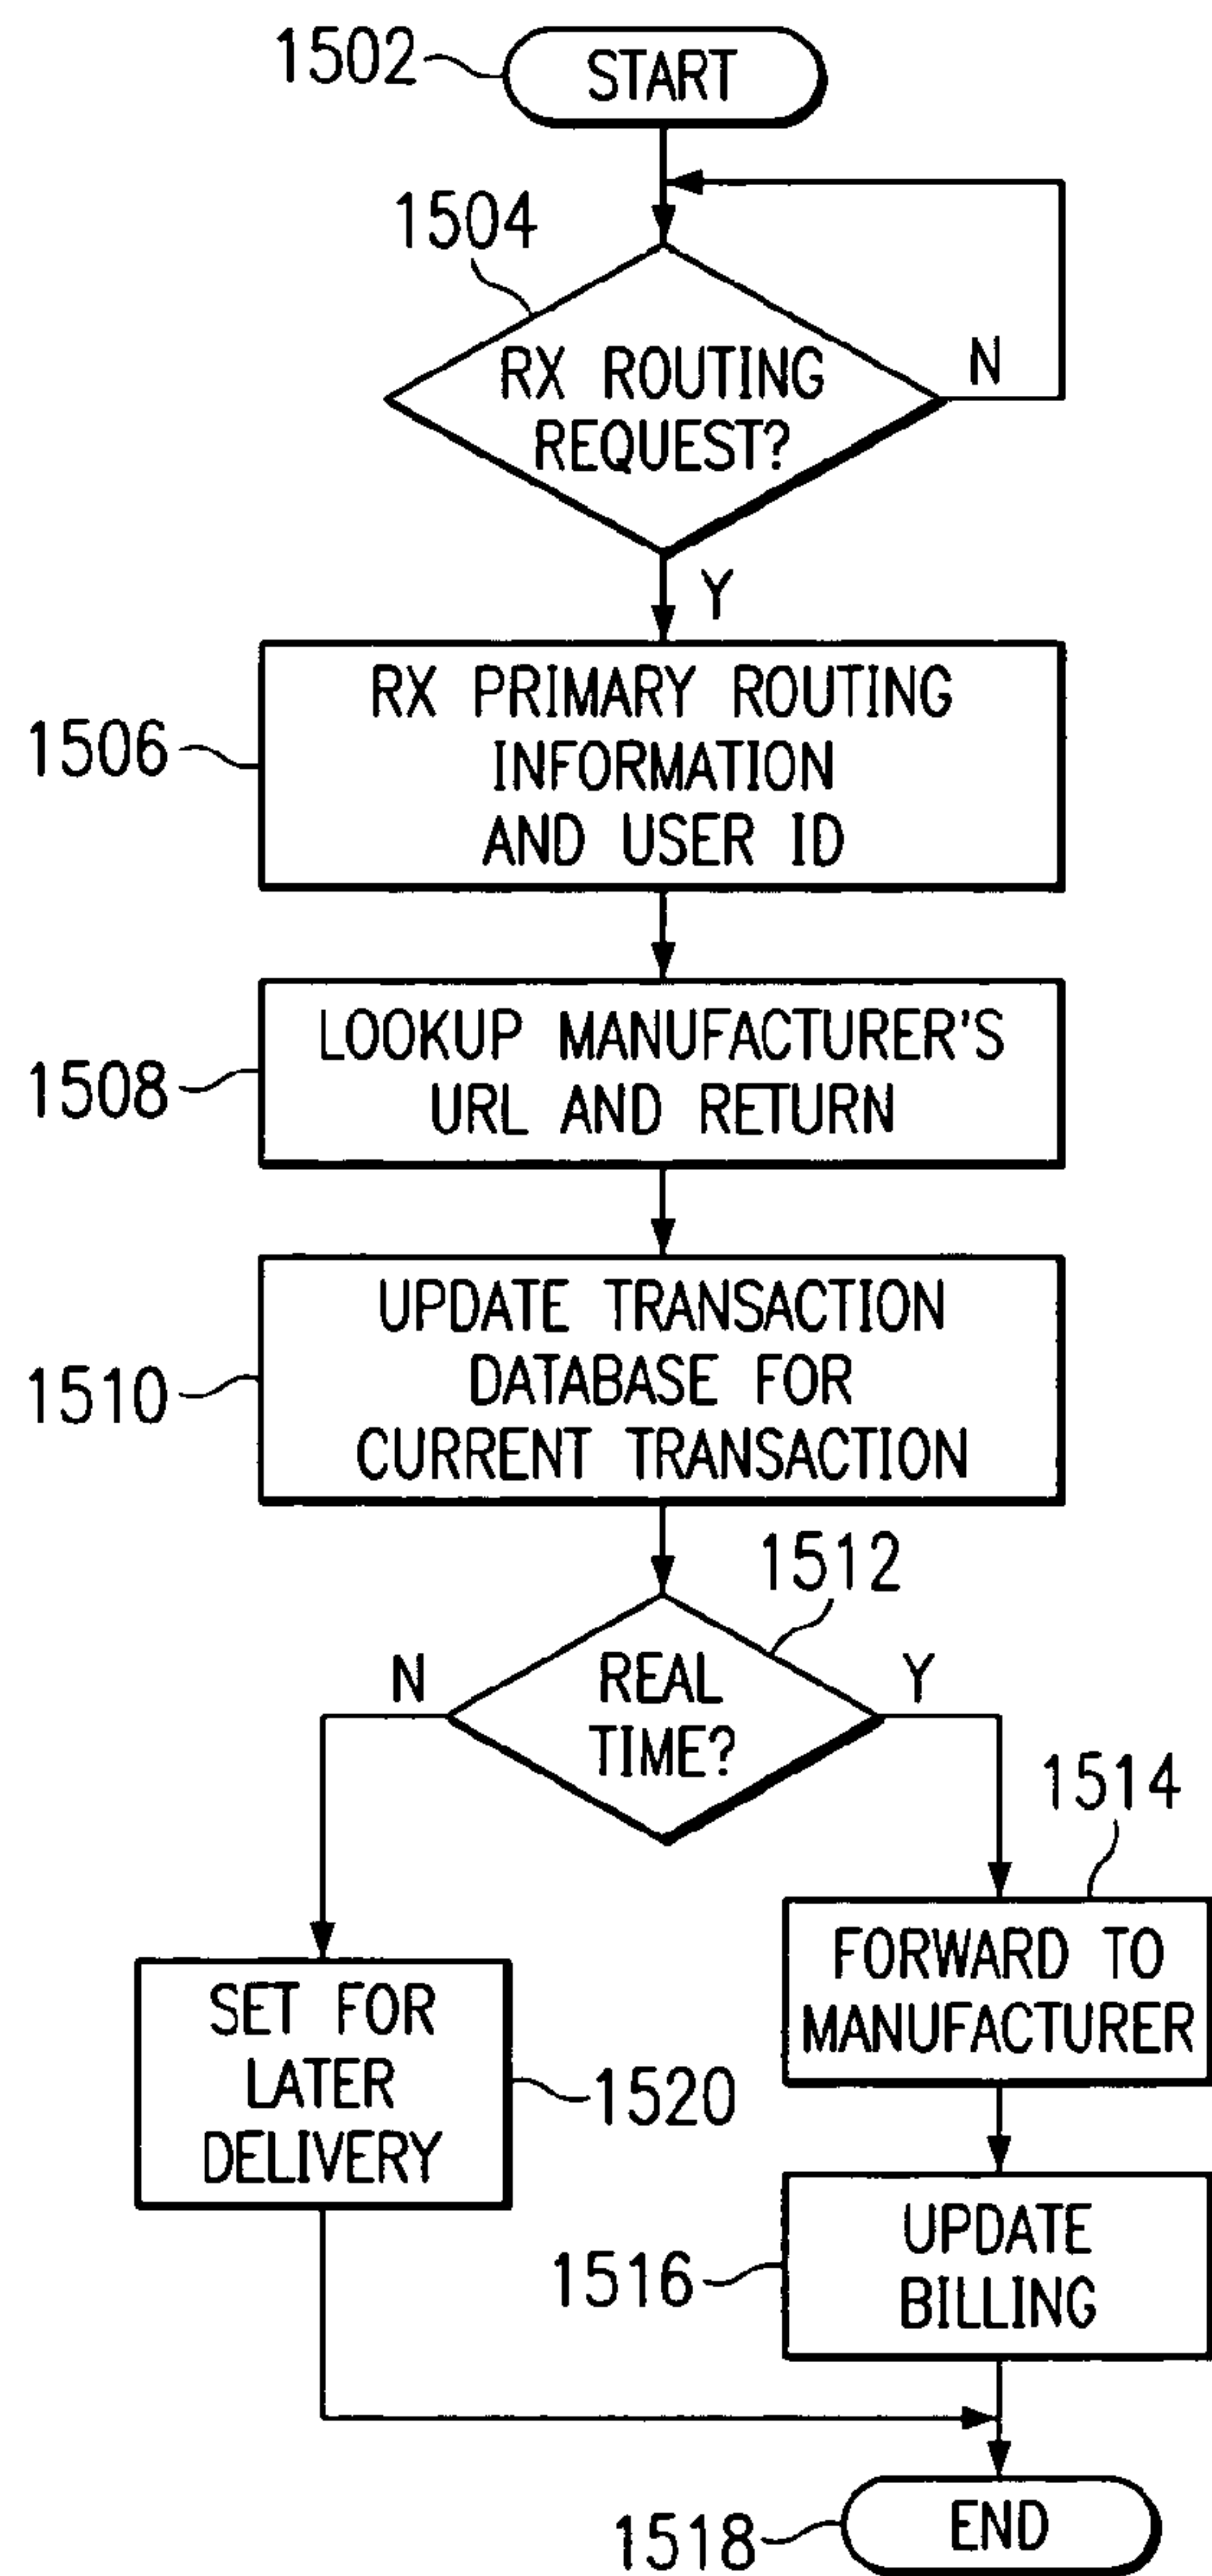 1502
START
1504
RX ROUTING
REQUEST?
N
Y
1506
RX PRIMARY ROUTING
INFORMATION
AND USER ID
1508
LOOKUP MANUFACTURER'S
URL AND RETURN
1510
UPDATE TRANSACTION
DATABASE FOR
CURRENT TRANSACTION
1512
N
REAL
TIME?
Y
1514
FORWARD TO
MANUFACTURER
SET FOR
LATER
DELIVERY
1520
1516
UPDATE
BILLING
1518
END